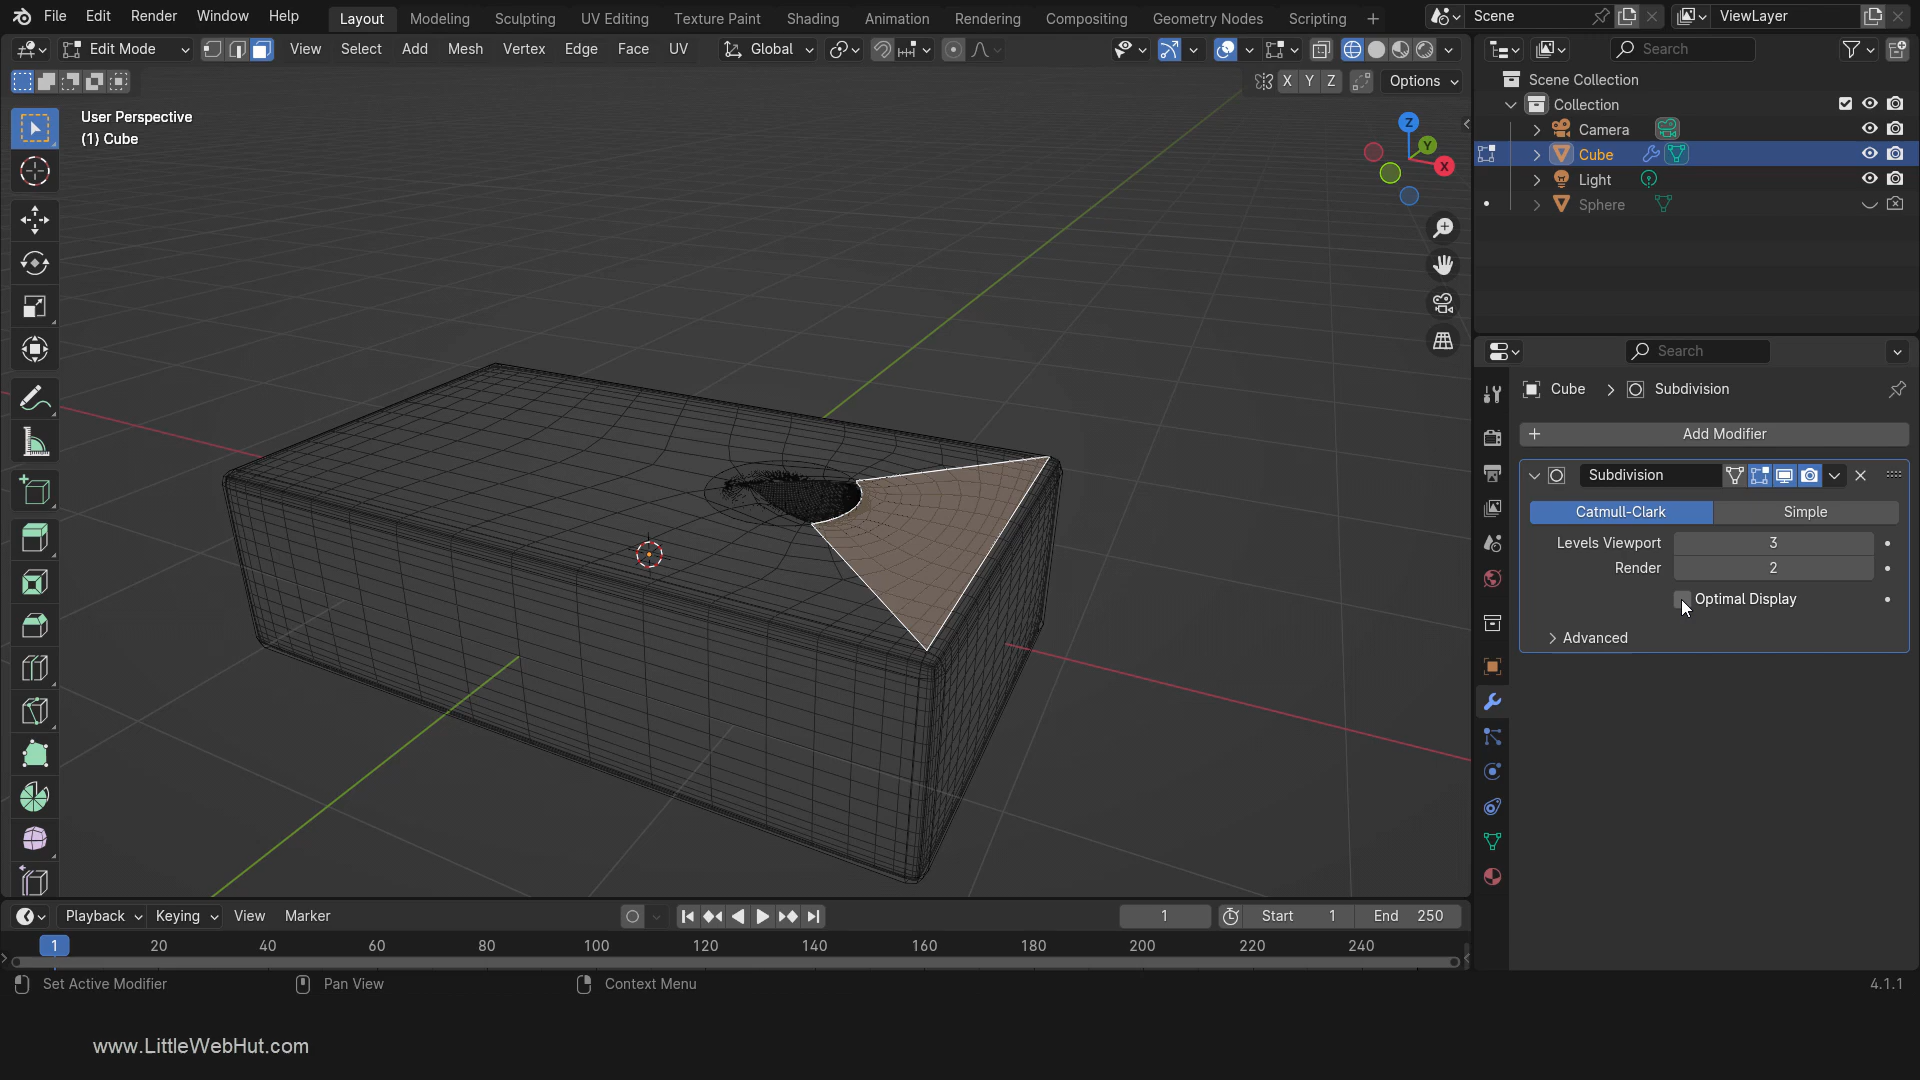 File Edit Render Window Help Layout Modeling Sculpting UV Editing Texture Paint Shading Animation Rendering Compositing Geometry Nodes Scripting + Scene ViewLayer
Edit Mode View Select Add Mesh Vertex Edge Face UV Global Search
X Y Z Options
Scene Collection
Collection
Camera
Cube
Light
Sphere
User Perspective
(1) Cube
Z
Y
X
Search
Cube > Subdivision
+ Add Modifier
Subdivision
Catmull-Clark Simple
Levels Viewport 3
Render 2
Optimal Display
Advanced
Playback Keying View Marker 1 Start 1 End 250
1 20 40 60 80 100 120 140 160 180 200 220 240
Set Active Modifier Pan View Context Menu 4.1.1
www.LittleWebHut.com